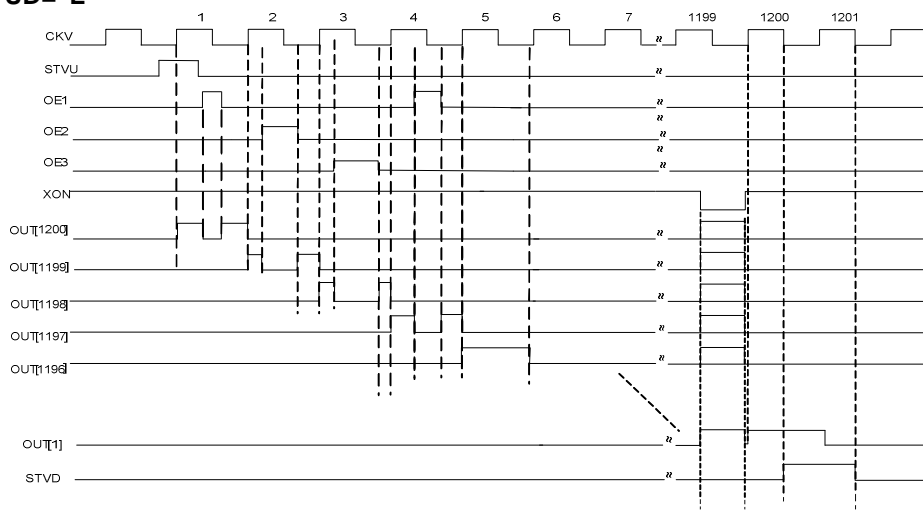 UD="L"
1 2 3 4 5 6 7 1199 1200 1201
CKV
STVU
OE1
OE2
OE3
XON
OUT[1200]
OUT[1199]
OUT[1198]
OUT[1197]
OUT[1196]
OUT[1]
STVD